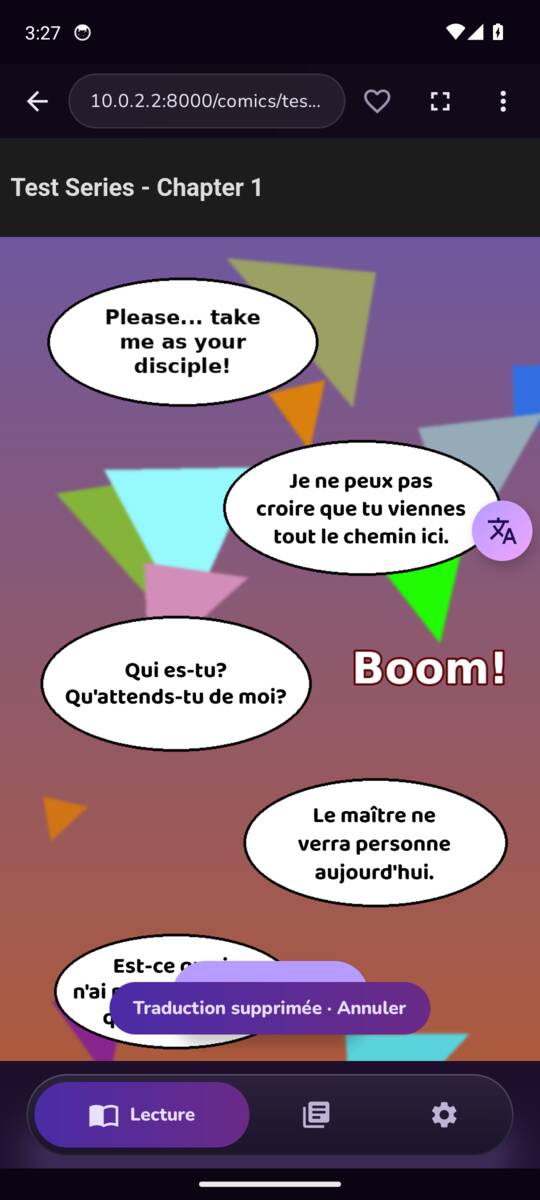 3:27
10.0.2.2:8000/comics/tes...
Test Series - Chapter 1
Please... take
me as your
disciple!
Je ne peux pas
croire que tu viennes
tout le chemin ici.
Qui es-tu?
Qu'attends-tu de moi?
Boom!
Le maître ne
verra personne
aujourd'hui.
Est-ce
n'ai
Traduction supprimée · Annuler
Lecture